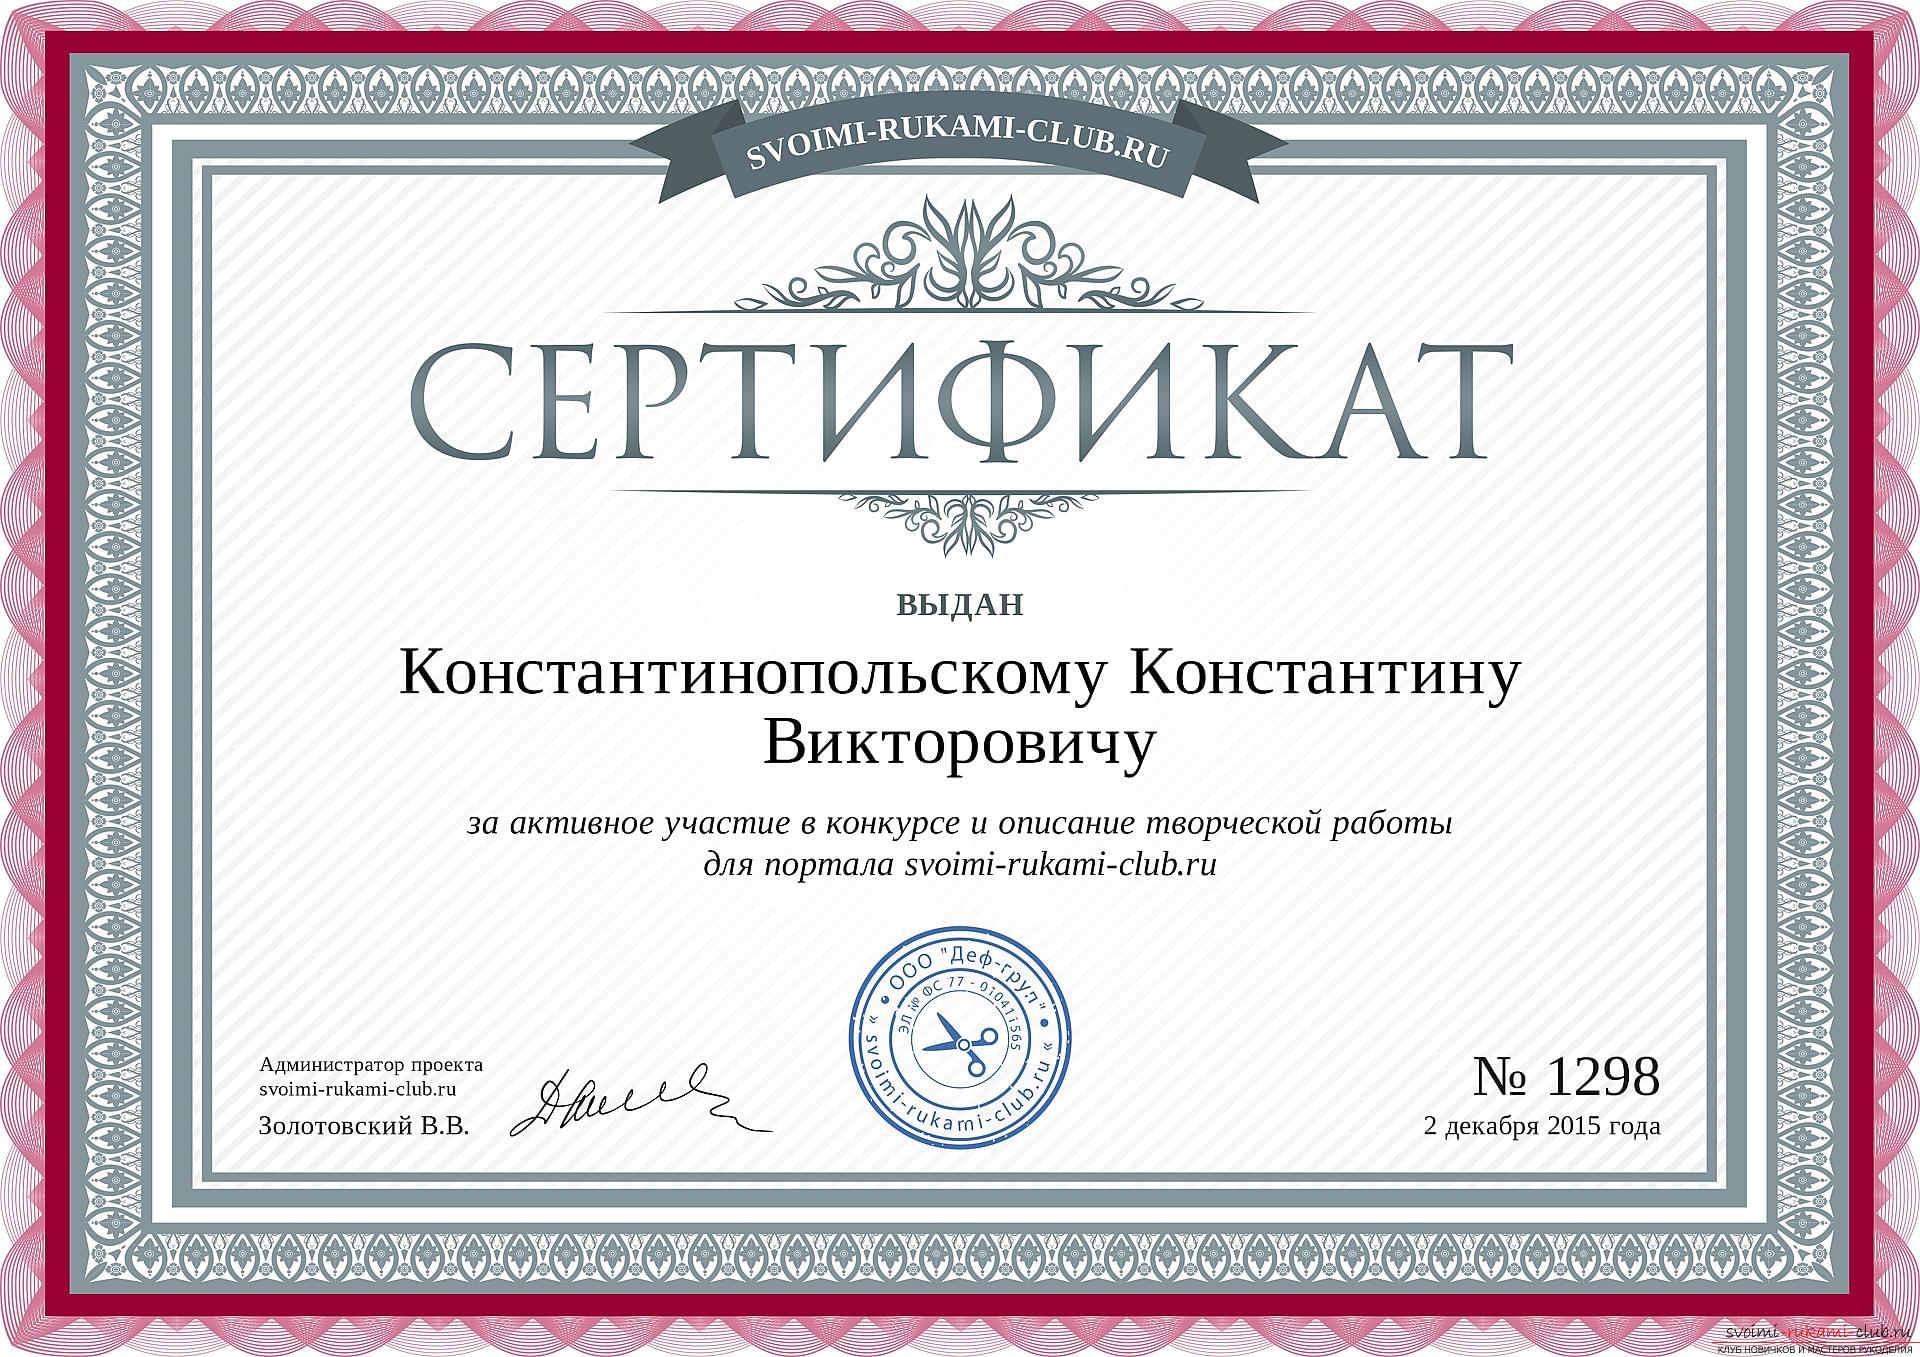 SVOIMI-RUKAMI-CLUB.RU
СЕРТИФИКАТ
ВЫДАН
Константинопольскому Константину
Викторовичу
за активное участие в конкурсе и описание творческой работы
для портала svoimi-rukami-club.ru
ООО "Деф-груп"
ЭЛ № ФС 77 - 01041565
« svoimi-rukami-club.ru »
Администратор проекта
svoimi-rukami-club.ru
Золотовский В.В.
№ 1298
2 декабря 2015 года
svoimi-rukami-club.ru
КЛУБ НОВИЧКОВ И МАСТЕРОВ РУКОДЕЛИЯ